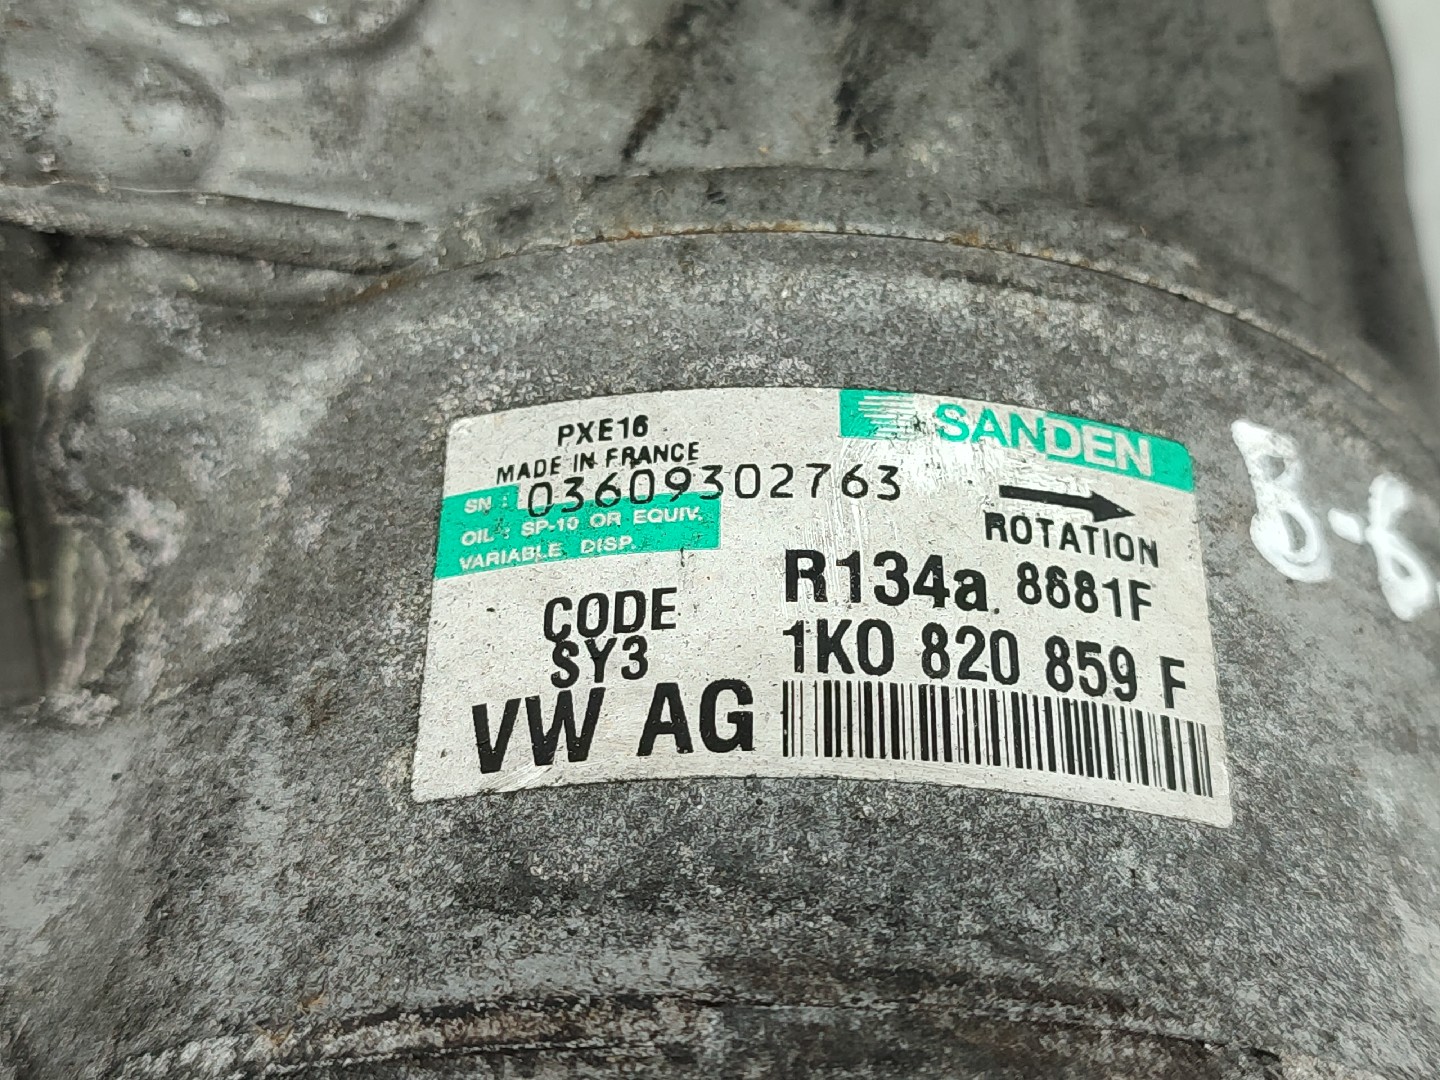 PXE16
MADE IN FRANCE
SN : 03609302763
OIL : SP-10 OR EQUIV.
VARIABLE DISP.
SANDEN
ROTATION
R134a 8681F
CODE
SY3
1K0 820 859 F
VW AG